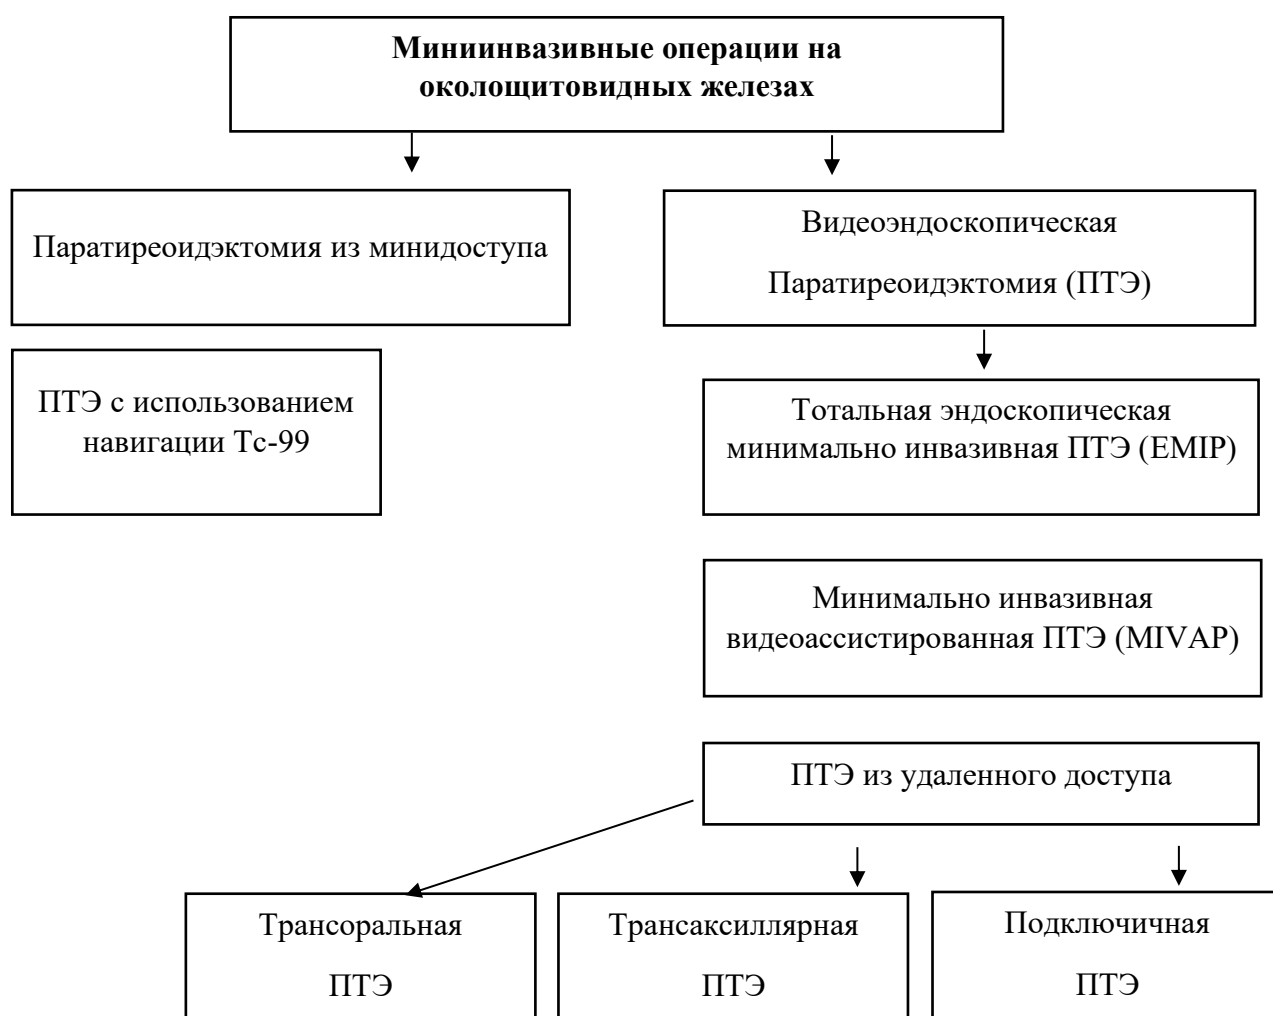 Миниинвазивные операции на
околощитовидных железах
Паратиреоидэктомия из минидоступа
Видеоэндоскопическая
Паратиреоидэктомия (ПТЭ)
ПТЭ с использованием
навигации Тс-99
Тотальная эндоскопическая
минимально инвазивная ПТЭ (EMIP)
Минимально инвазивная
видеоассистированная ПТЭ (MIVAP)
ПТЭ из удаленного доступа
Трансоральная
ПТЭ
Трансаксиллярная
ПТЭ
Подключичная
ПТЭ